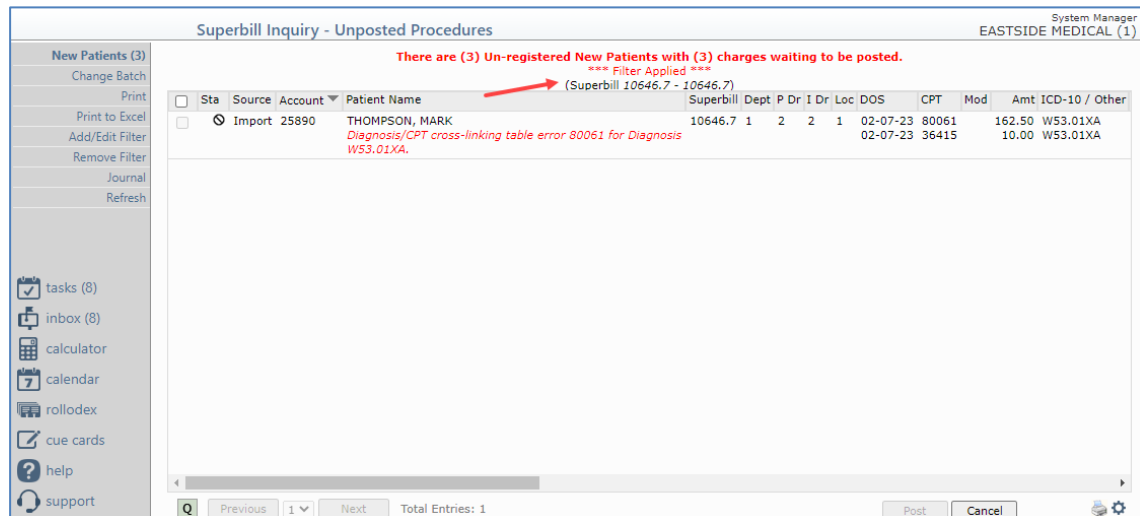 System Manager
Superbill Inquiry - Unposted Procedures
EASTSIDE MEDICAL (1)
New Patients (3)
Change Batch
Print
Print to Excel
Add/Edit Filter
Remove Filter
Journal
Refresh
tasks (8)
inbox (8)
calculator
7 calendar
rollodex
cue cards
? help
support
There are (3) Un-registered New Patients with (3) charges waiting to be posted.
*** Filter Applied ***
(Superbill 10646.7 - 10646.7)
Sta Source Account Patient Name Superbill Dept P Dr I Dr Loc DOS CPT Mod Amt ICD-10 / Other
Import 25890 THOMPSON, MARK 10646.7 1 2 2 1 02-07-23 80061 162.50 W53.01XA
Diagnosis/CPT cross-linking table error 80061 for Diagnosis 02-07-23 36415 10.00 W53.01XA
W53.01XA.
Q Previous 1 Next Total Entries: 1 Post Cancel